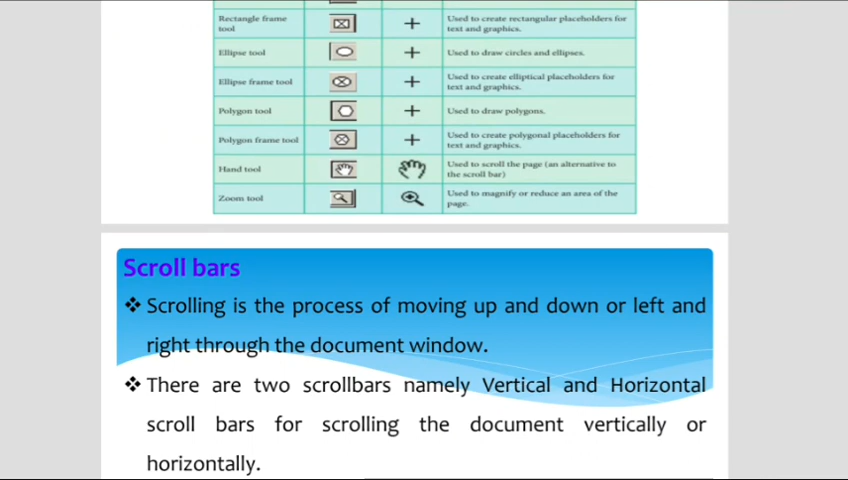 Rectangle frame
tool
Used to create rectangular placeholders for
text and graphics.
Ellipse tool
Used to draw circles and ellipses.
Ellipse frame tool
Used to create elliptical placeholders for
text and graphics.
Polygon tool
Used to draw polygons.
Polygon frame tool
Used to create polygonal placeholders for
text and graphics.
Hand tool
Used to scroll the page (an alternative to
the scroll bar)
Zoom tool
Used to magnify or reduce an area of the
page.
Scroll bars
❖ Scrolling is the process of moving up and down or left and
right through the document window.
❖ There are two scrollbars namely Vertical and Horizontal
scroll bars for scrolling the document vertically or
horizontally.